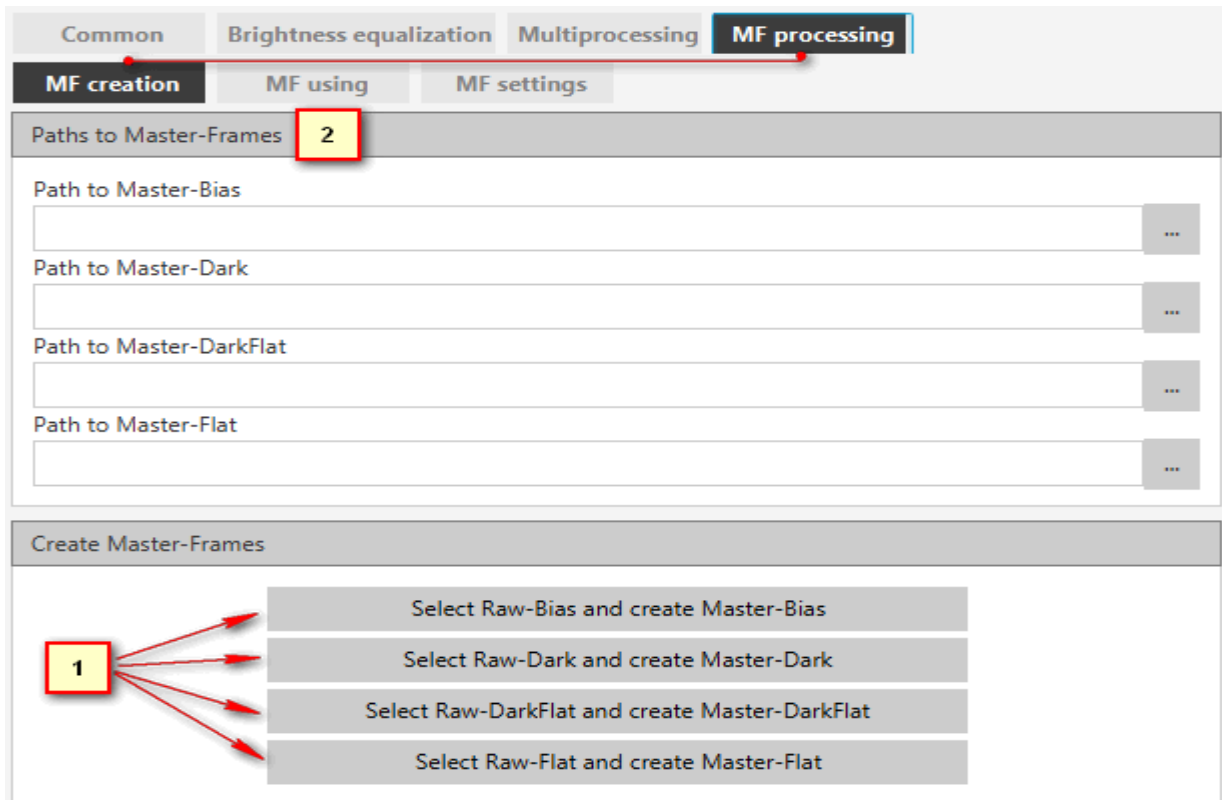 Common Brightness equalization Multiprocessing MF processing
MF creation MF using MF settings
Paths to Master-Frames 2
Path to Master-Bias
...
Path to Master-Dark
...
Path to Master-DarkFlat
...
Path to Master-Flat
...
Create Master-Frames
Select Raw-Bias and create Master-Bias
1 Select Raw-Dark and create Master-Dark
Select Raw-DarkFlat and create Master-DarkFlat
Select Raw-Flat and create Master-Flat